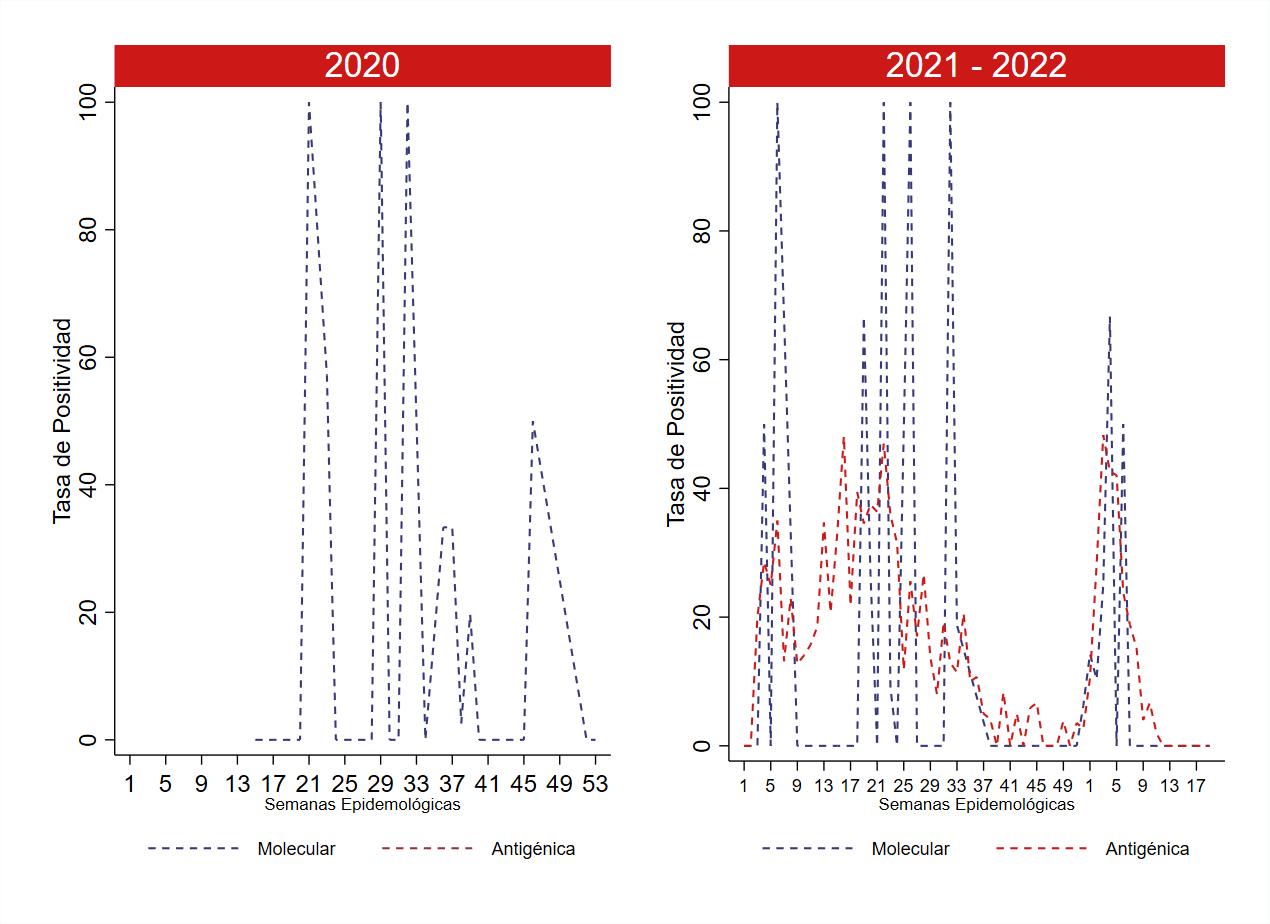 2020
Tasa de Positividad
100
80
60
40
20
0
1 5 9 13 17 21 25 29 33 37 41 45 49 53
Semanas Epidemológicas
Molecular Antigénica
2021 - 2022
Tasa de Positividad
100
80
60
40
20
0
1 5 9 13 17 21 25 29 33 37 41 45 49 1 5 9 13 17
Semanas Epidemológicas
Molecular Antigénica